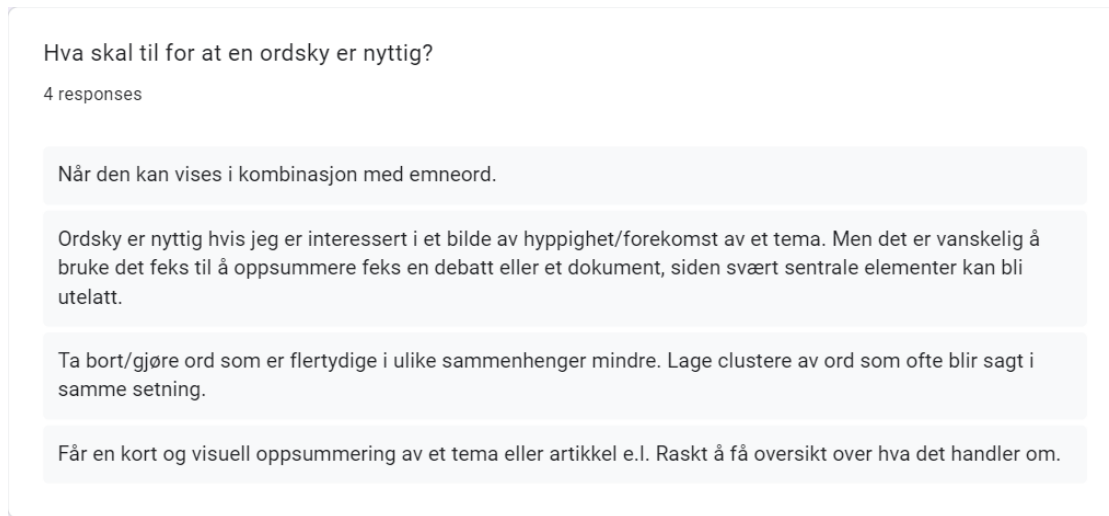 Hva skal til for at en ordsky er nyttig?
4 responses
Når den kan vises i kombinasjon med emneord.
Ordsky er nyttig hvis jeg er interessert i et bilde av hyppighet/forekomst av et tema. Men det er vanskelig å
bruke det feks til å oppsummere feks en debatt eller et dokument, siden svært sentrale elementer kan bli
utelatt.
Ta bort/gjøre ord som er flertydige i ulike sammenhenger mindre. Lage clustere av ord som ofte blir sagt i
samme setning.
Får en kort og visuell oppsummering av et tema eller artikkel e.l. Raskt å få oversikt over hva det handler om.